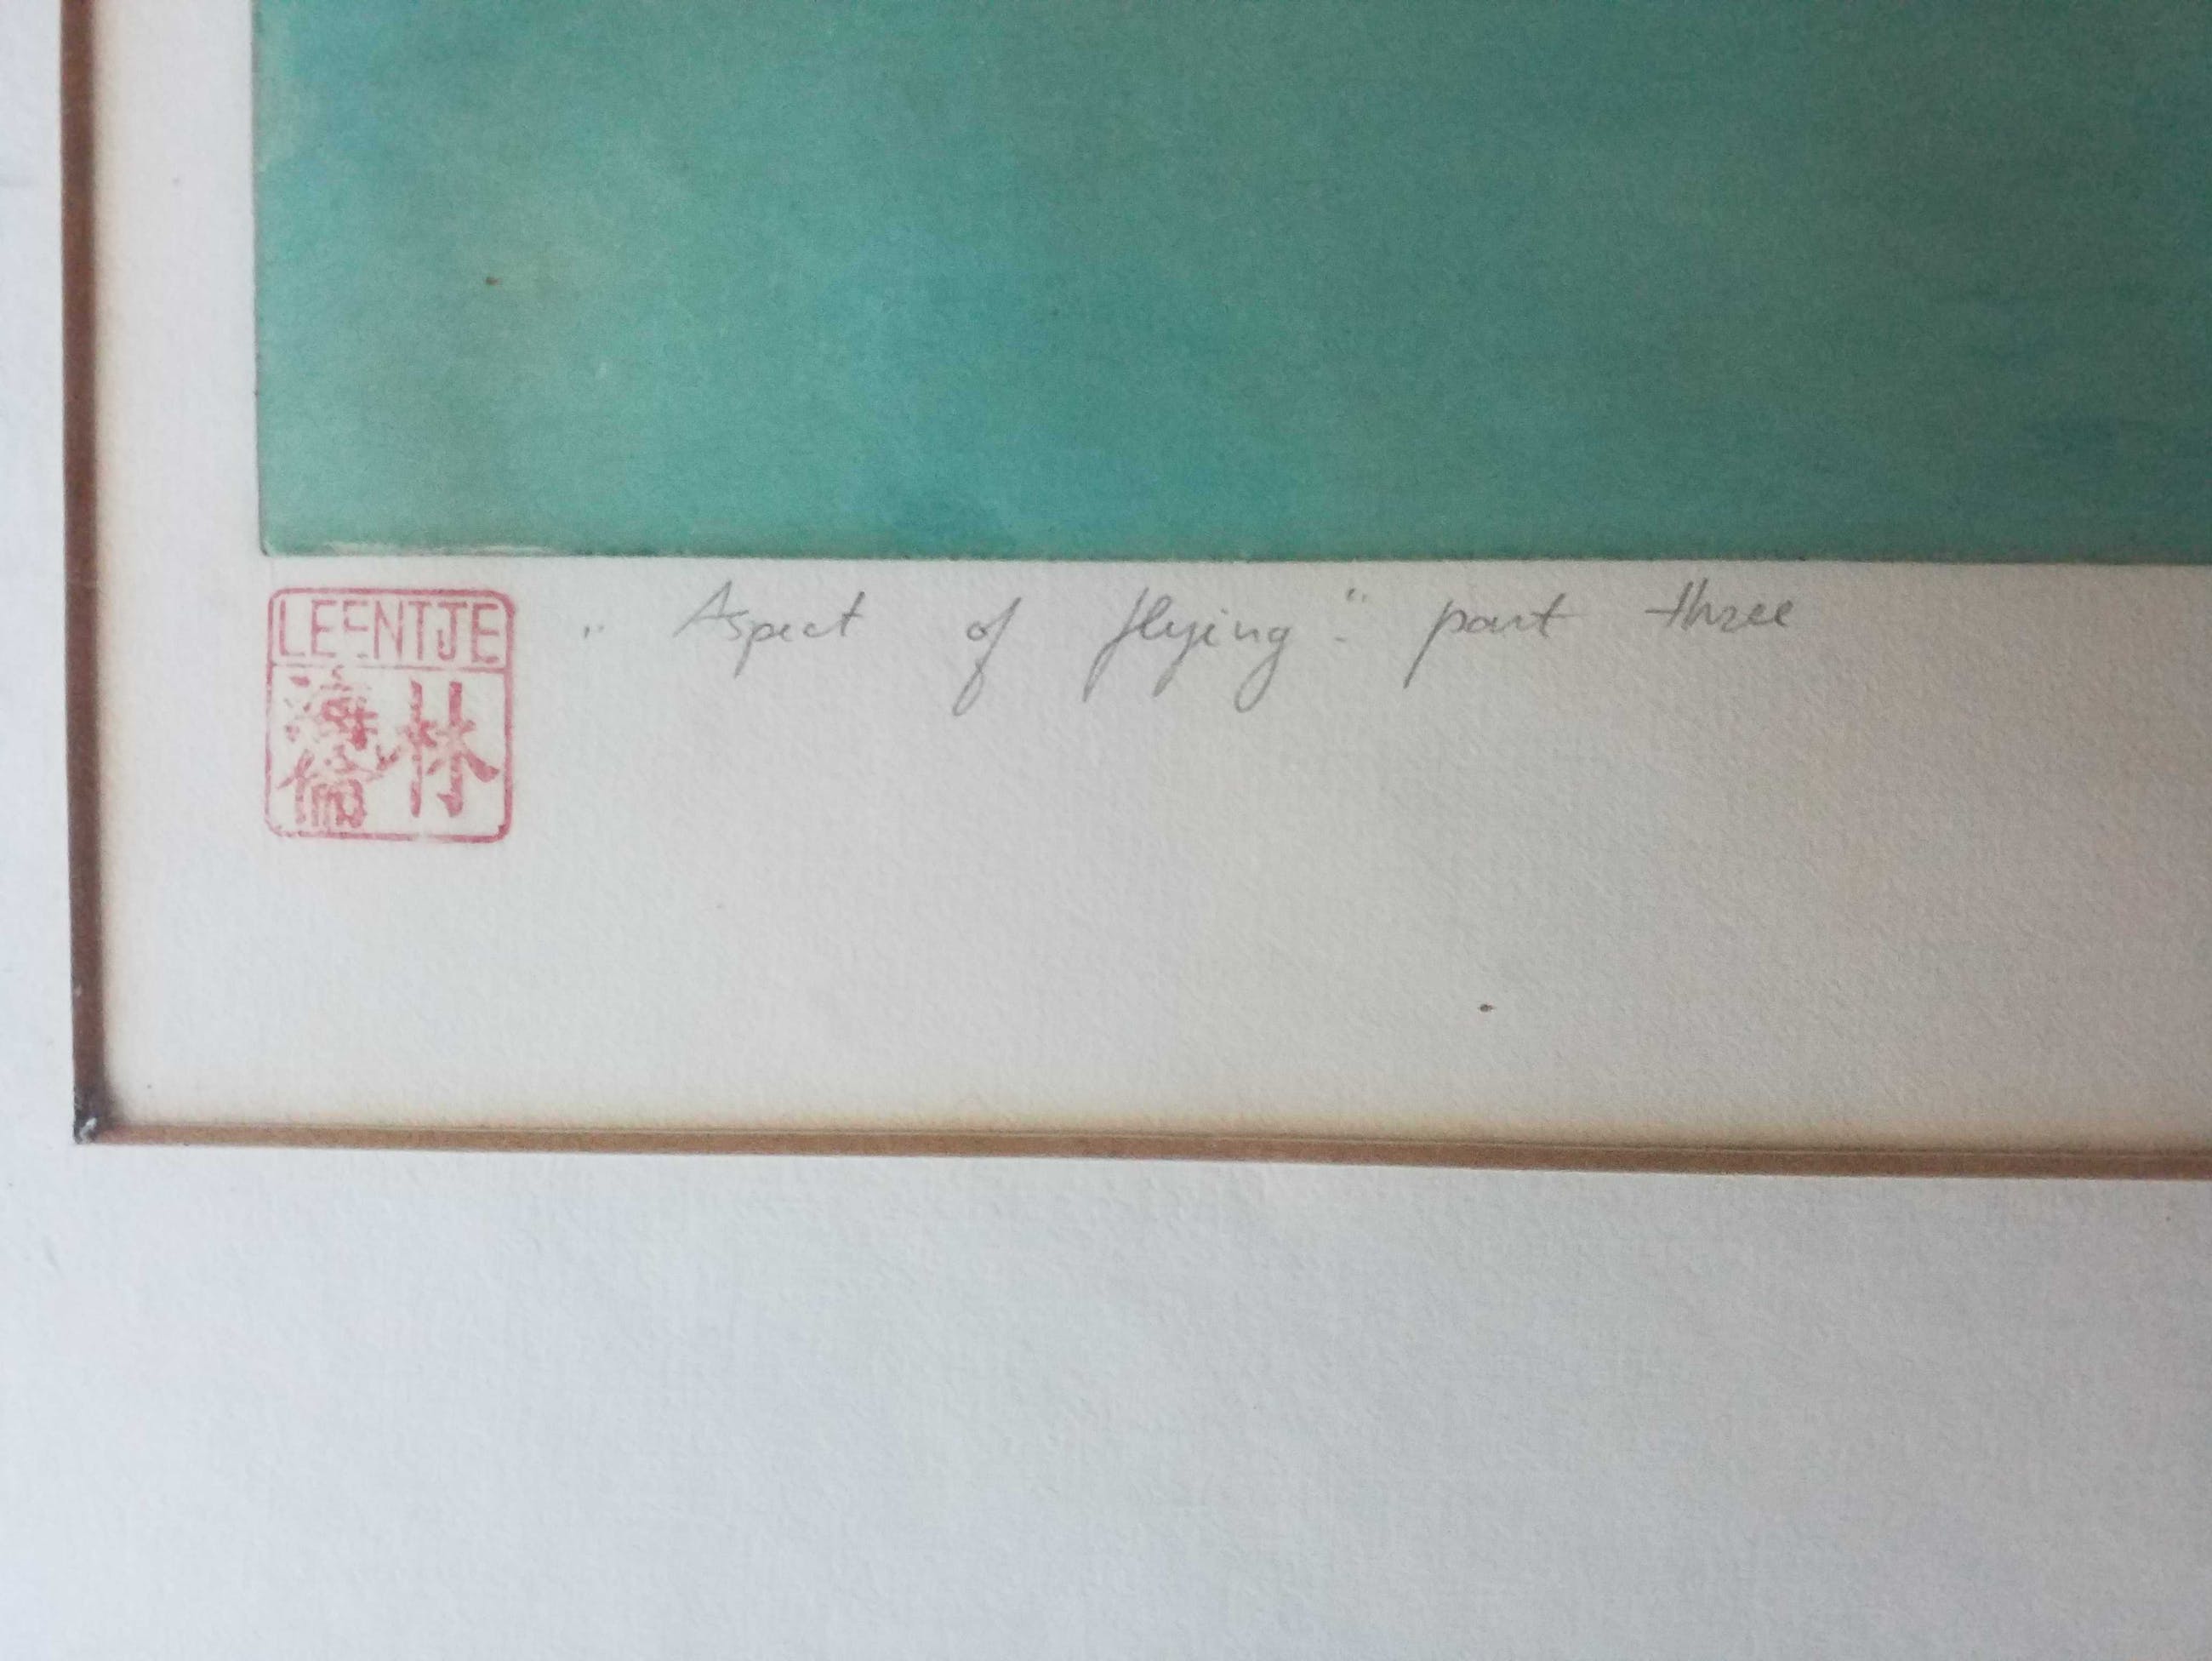 LEENTJE
„ Aspect of flying “ part three
林